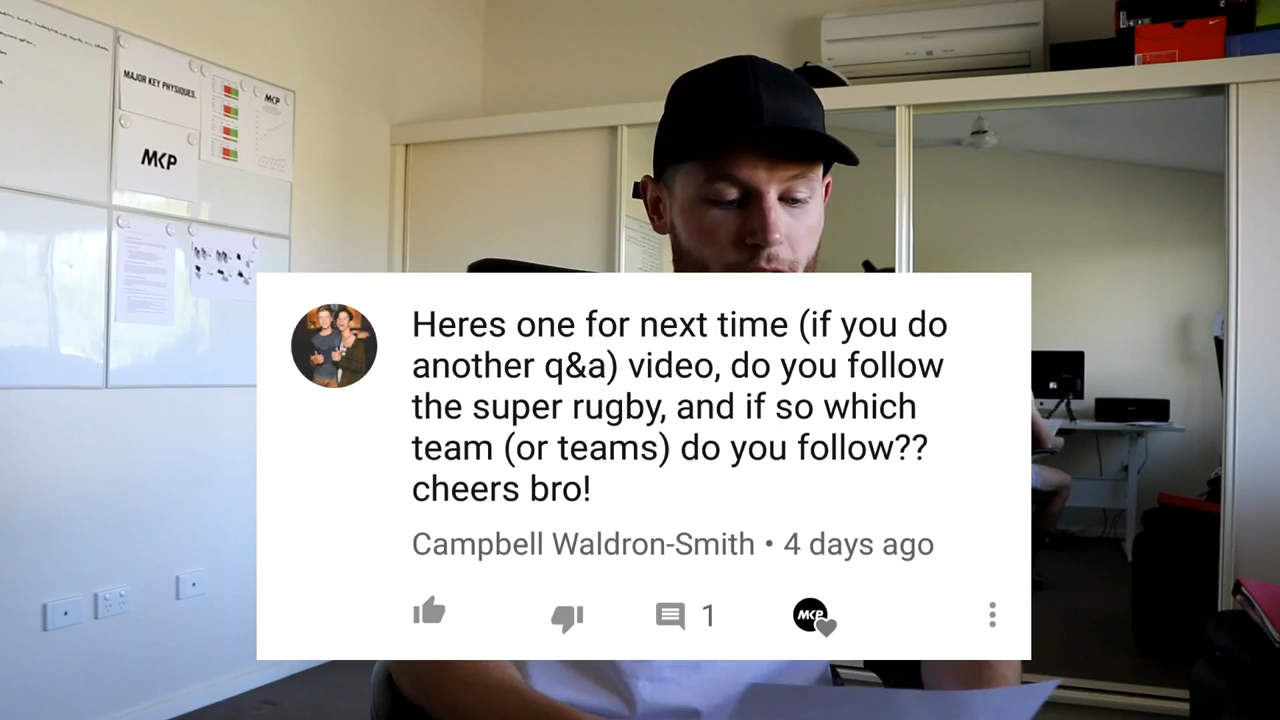 MAJOR KEY PHYSIQUES.
MKP
MKP
Heres one for next time (if you do
another q&a) video, do you follow
the super rugby, and if so which
team (or teams) do you follow??
cheers bro!
Campbell Waldron-Smith • 4 days ago
1
MKP